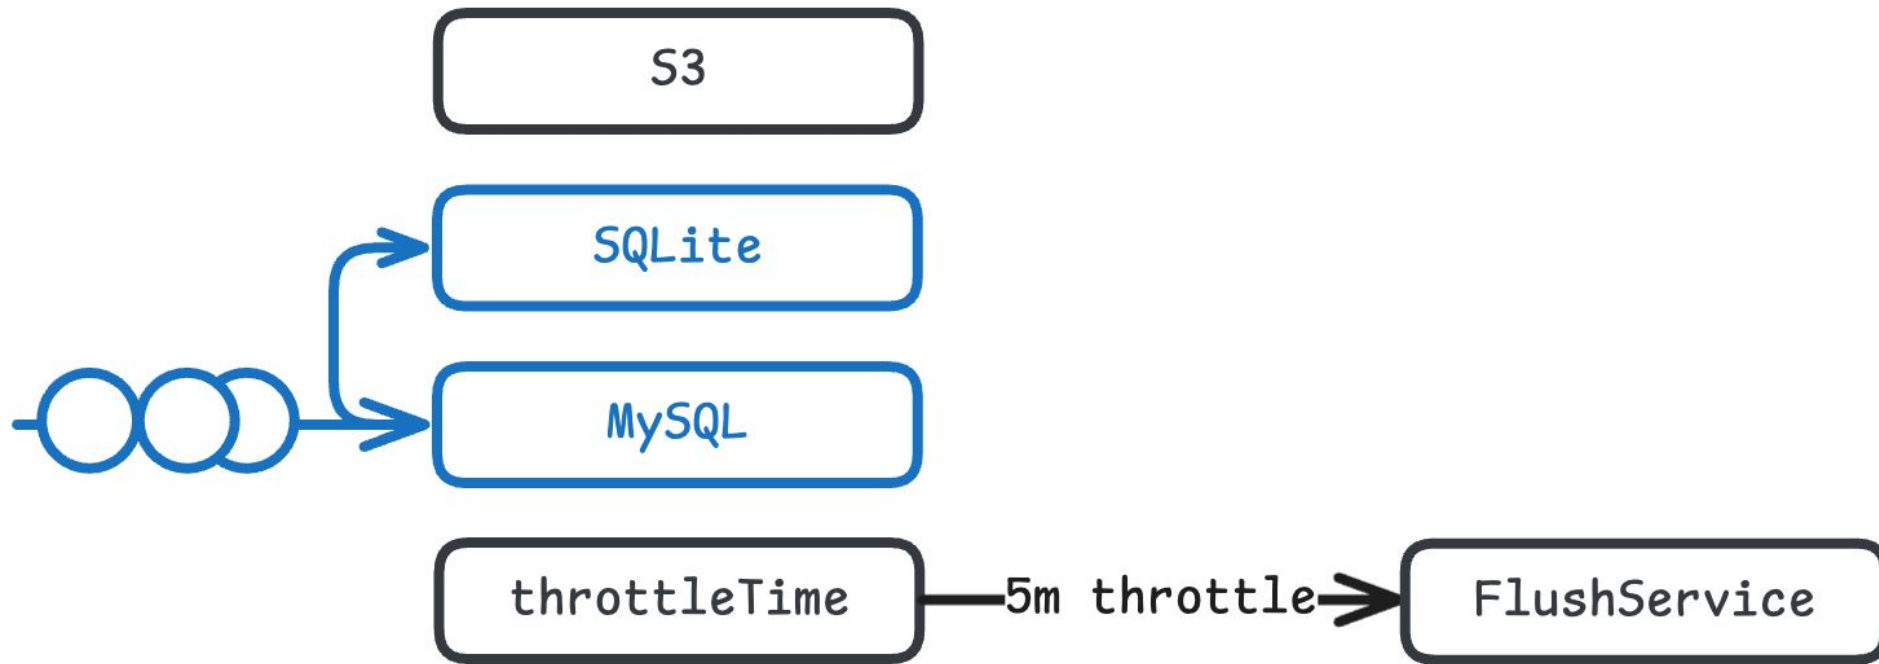 S3
SQLite
MySQL
throttleTime
5m throttle
FlushService